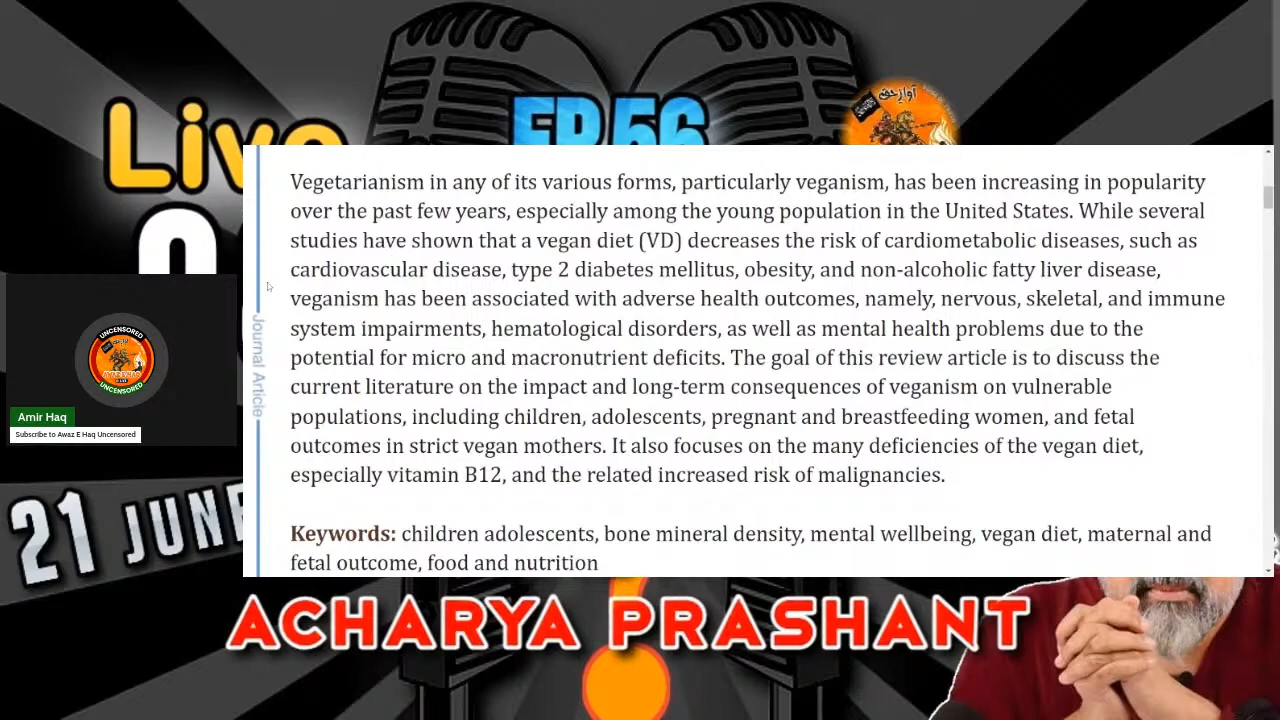 Live
EP 56
آواز حق
Vegetarianism in any of its various forms, particularly veganism, has been increasing in popularity
over the past few years, especially among the young population in the United States. While several
studies have shown that a vegan diet (VD) decreases the risk of cardiometabolic diseases, such as
cardiovascular disease, type 2 diabetes mellitus, obesity, and non-alcoholic fatty liver disease,
veganism has been associated with adverse health outcomes, namely, nervous, skeletal, and immune
system impairments, hematological disorders, as well as mental health problems due to the
potential for micro and macronutrient deficits. The goal of this review article is to discuss the
current literature on the impact and long-term consequences of veganism on vulnerable
populations, including children, adolescents, pregnant and breastfeeding women, and fetal
outcomes in strict vegan mothers. It also focuses on the many deficiencies of the vegan diet,
especially vitamin B12, and the related increased risk of malignancies.
Keywords: children adolescents, bone mineral density, mental wellbeing, vegan diet, maternal and
fetal outcome, food and nutrition
Journal Article
UNCENSORED
AWAZ E HAQ
UNCENSORED
Amir Haq
Subscribe to Awaz E Haq Uncensored
21 JUNE
ACHARYA PRASHANT